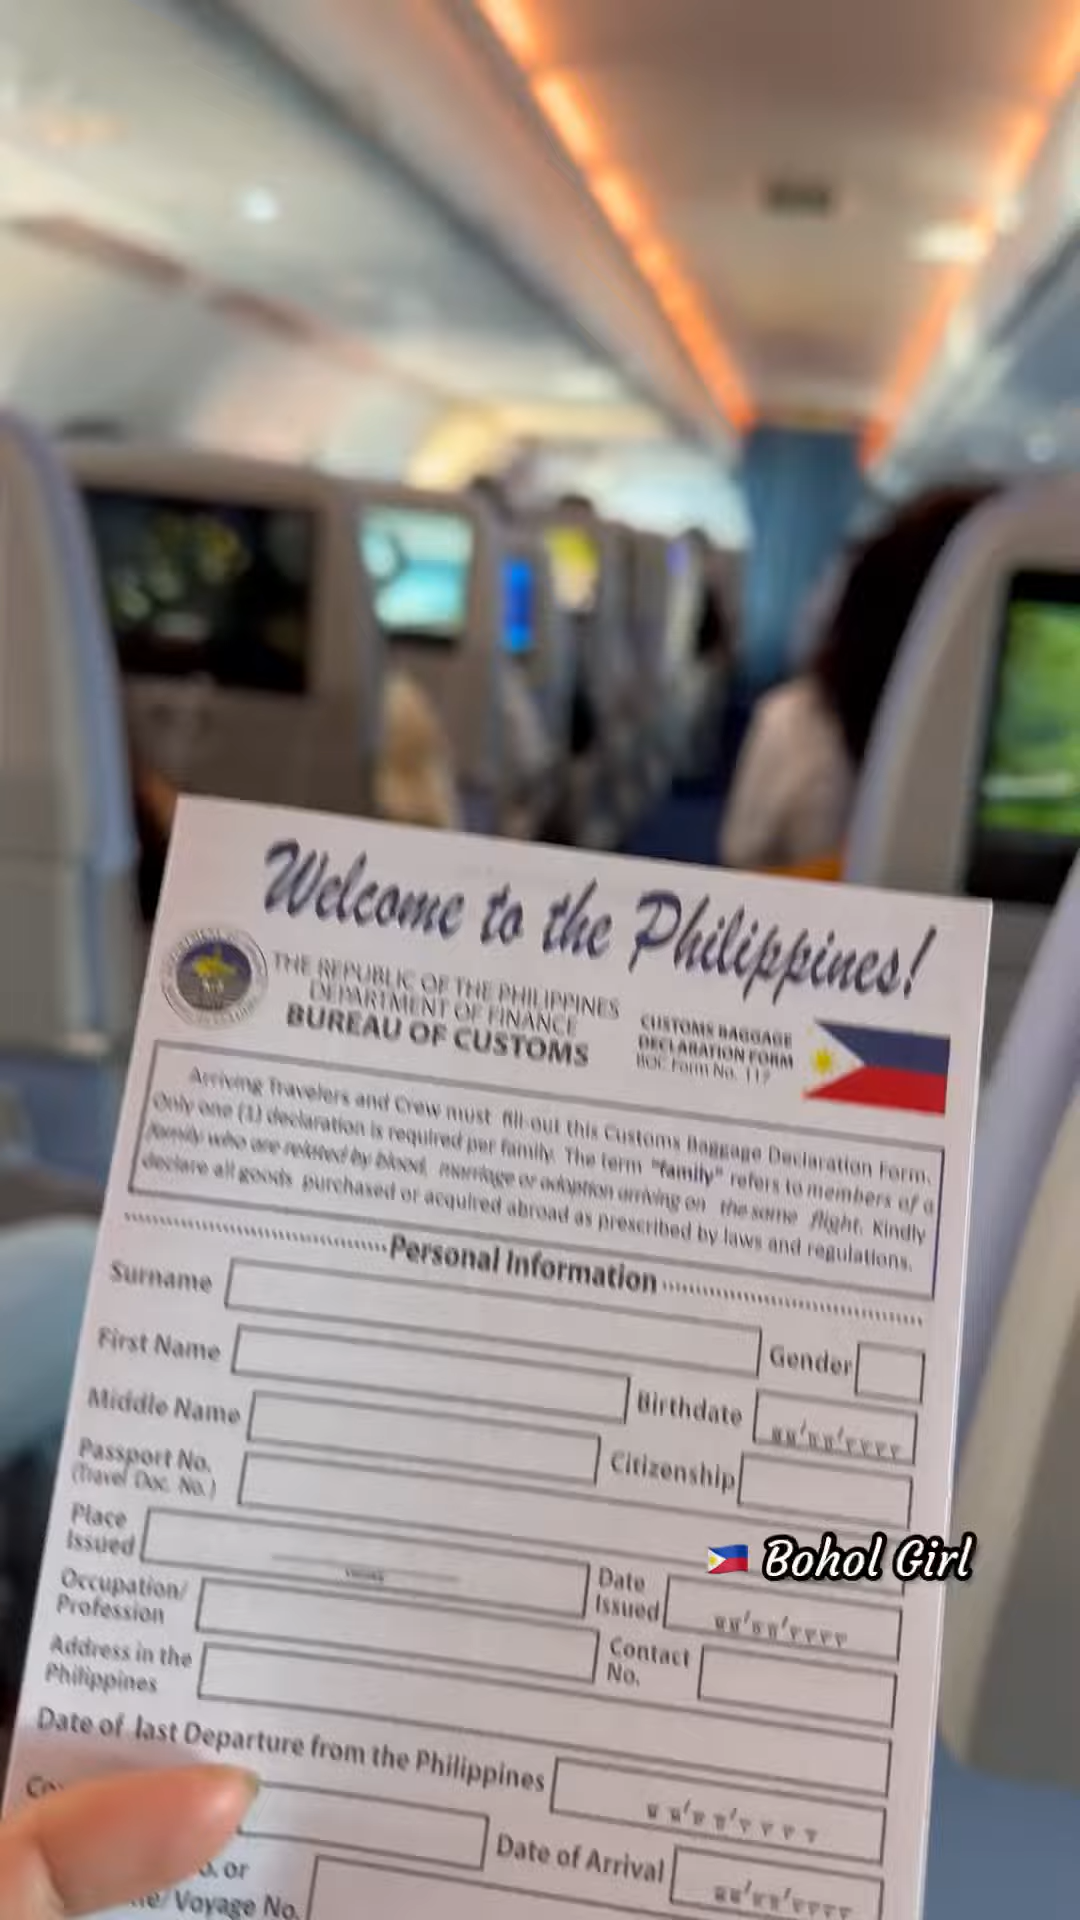 Welcome to the Philippines!
THE REPUBLIC OF THE PHILIPPINES
DEPARTMENT OF FINANCE
BUREAU OF CUSTOMS
CUSTOMS BAGGAGE
DECLARATION FORM
BOC Form No. 117
Arriving Travelers and Crew must fill-out this Customs Baggage Declaration Form.
Only one (1) declaration is required per family. The term "family" refers to members of a
family who are related by blood, marriage or adoption arriving on the same flight. Kindly
declare all goods purchased or acquired abroad as prescribed by laws and regulations.
Personal Information
Surname
Gender
First Name
Birthdate
Middle Name
Citizenship
Passport No.
(Travel Doc. No.)
Bohol Girl
Place
Issued
Date
Issued
Occupation/
Profession
Contact
No.
Address in the
Philippines
Date of last Departure from the Philippines
Co
Date of Arrival
o. or
Voyage No.